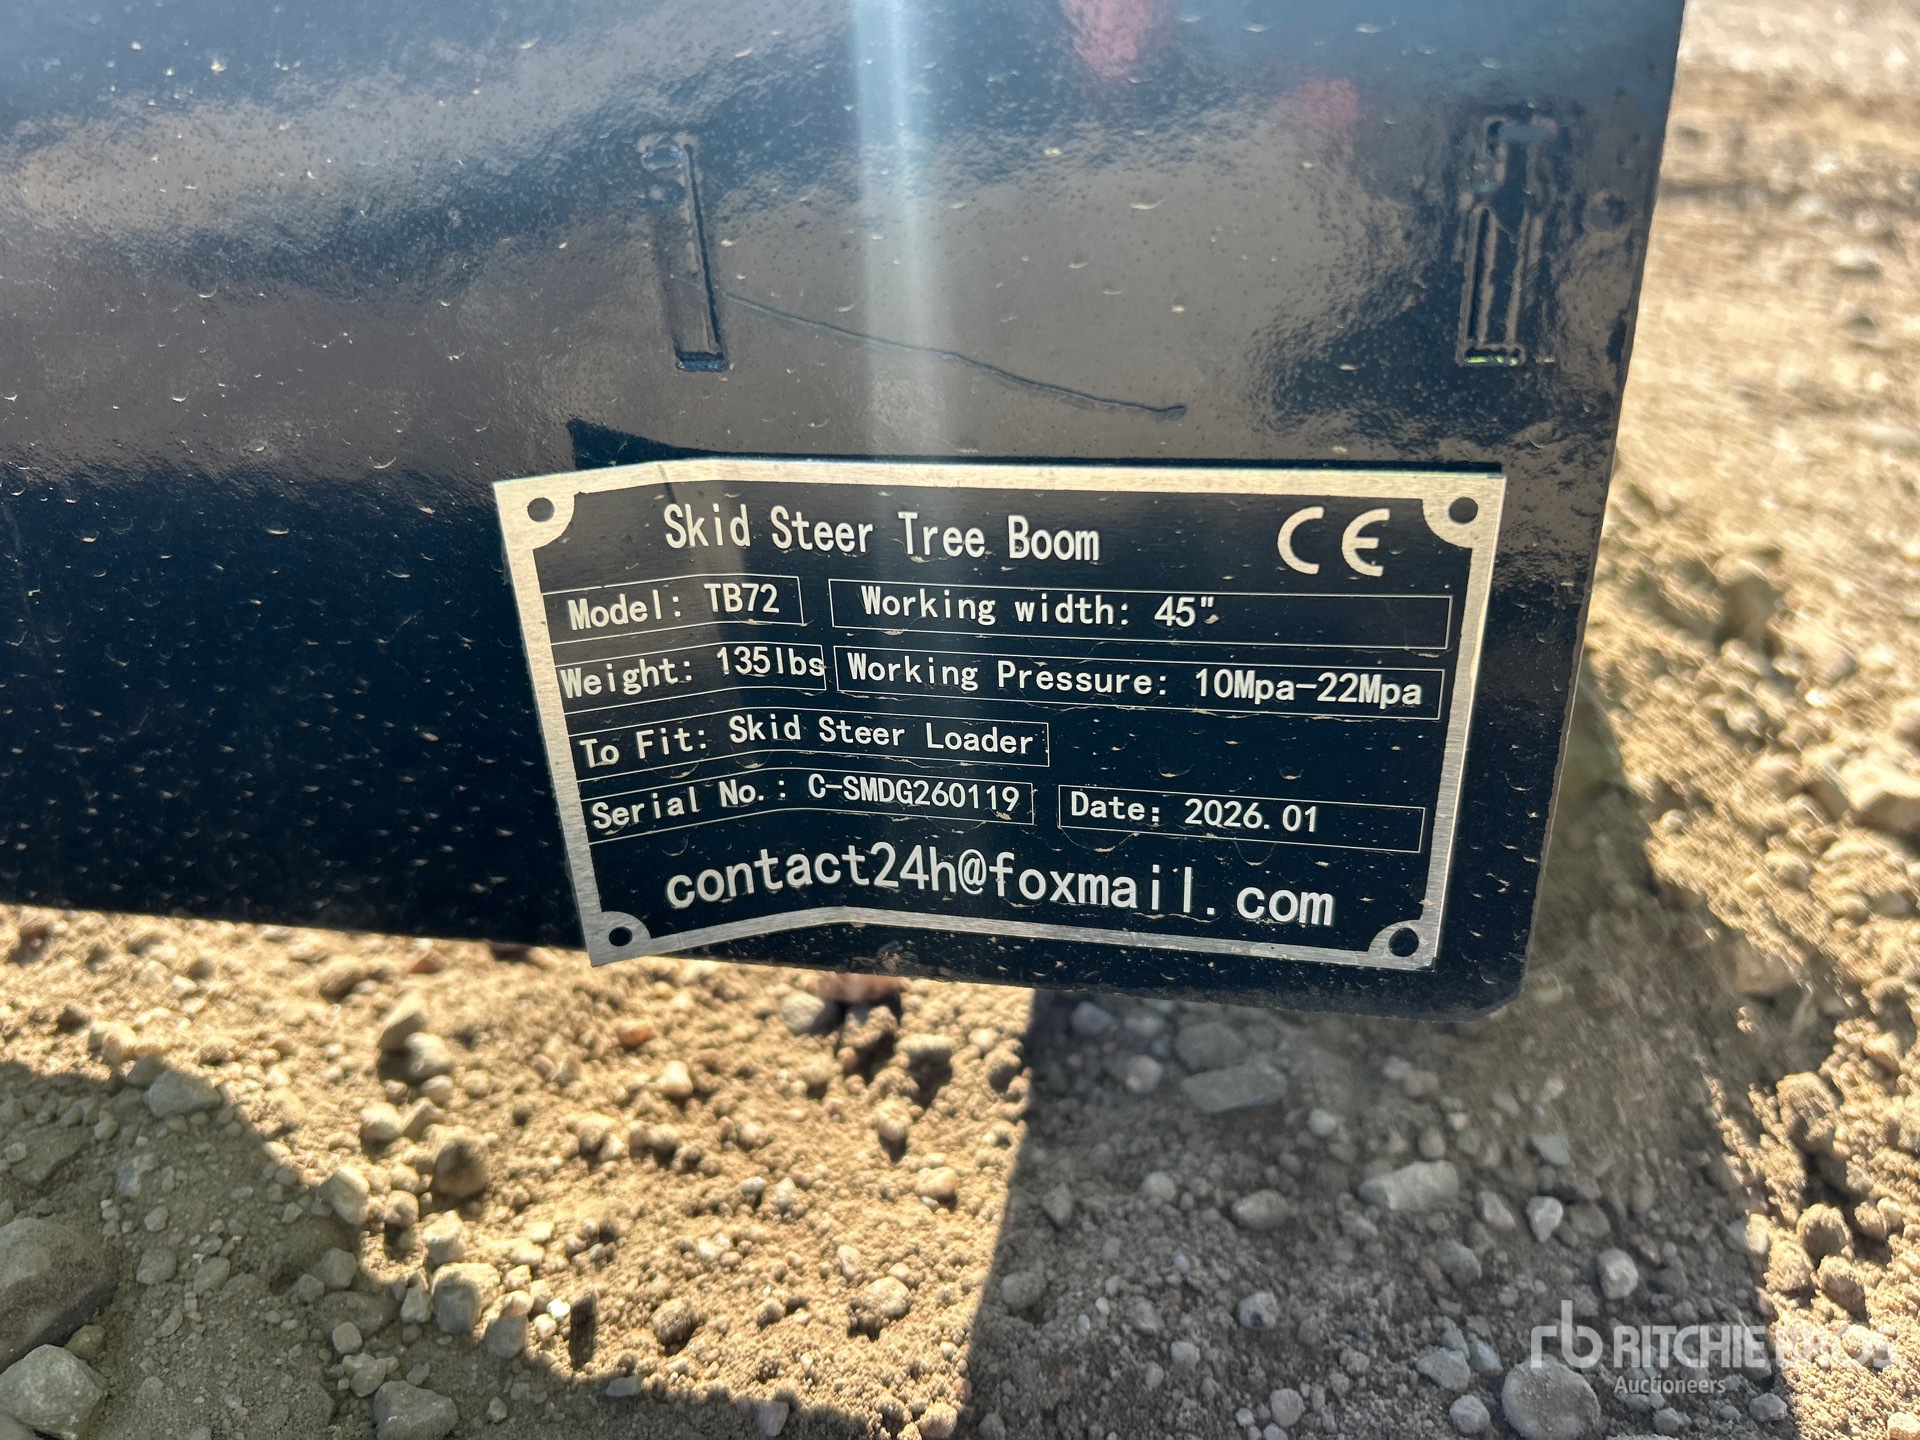 Skid Steer Tree Boom CE
Model: TB72 Working width: 45"
Weight: 135lbs Working Pressure: 10Mpa-22Mpa
To Fit: Skid Steer Loader
Serial No.: C-SMDG260119 Date: 2026.01
contact24h@foxmail.com
rb RITCHIE BROS
Auctioneers